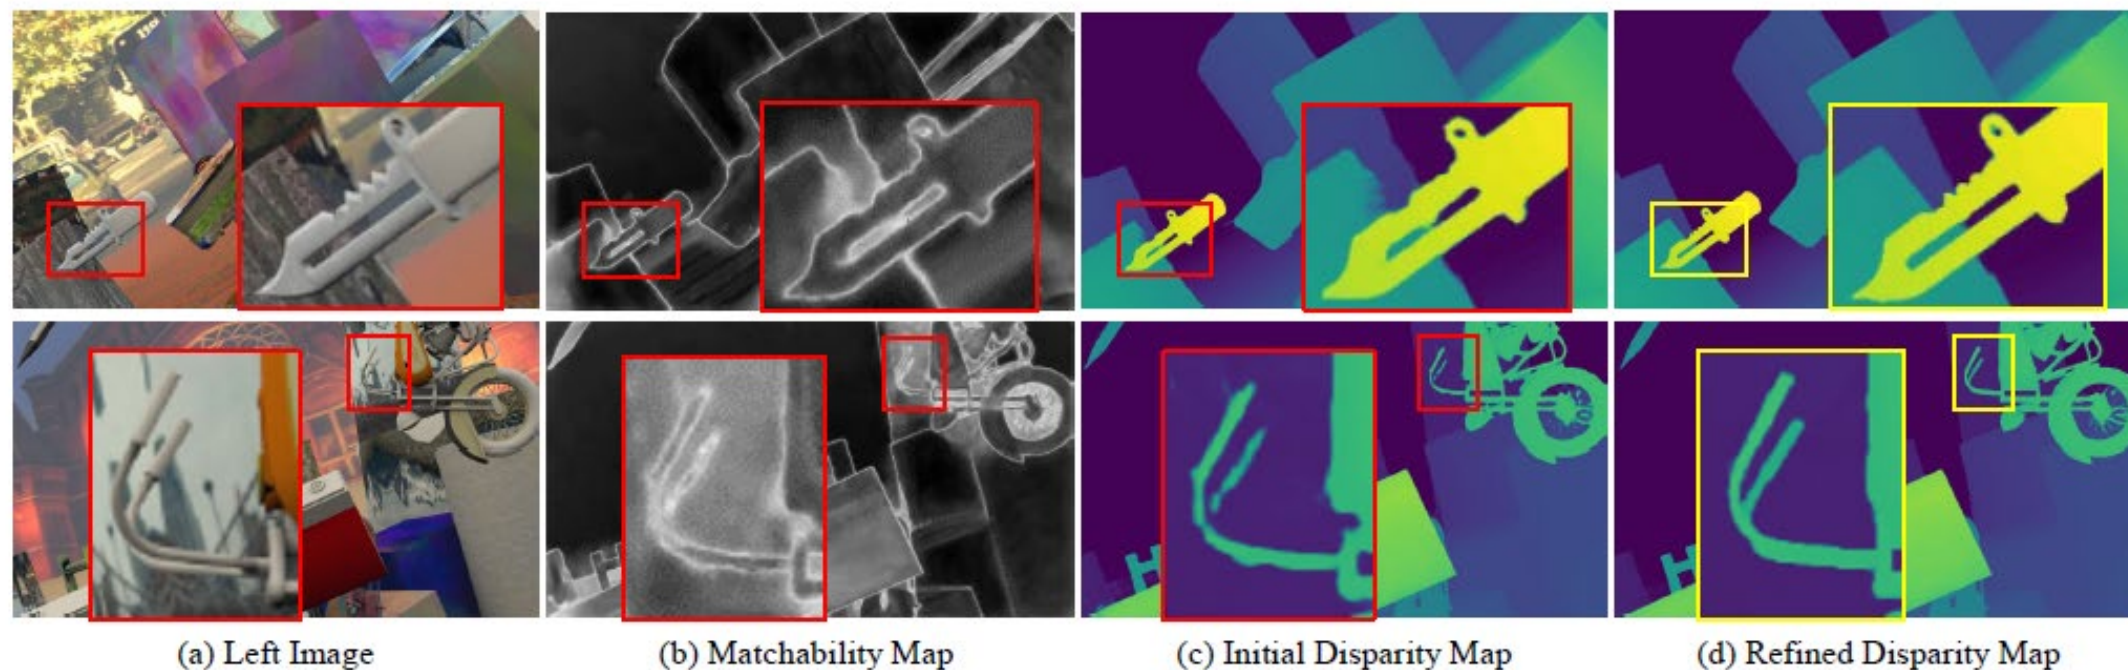 (a) Left Image
(b) Matchability Map
(c) Initial Disparity Map
(d) Refined Disparity Map